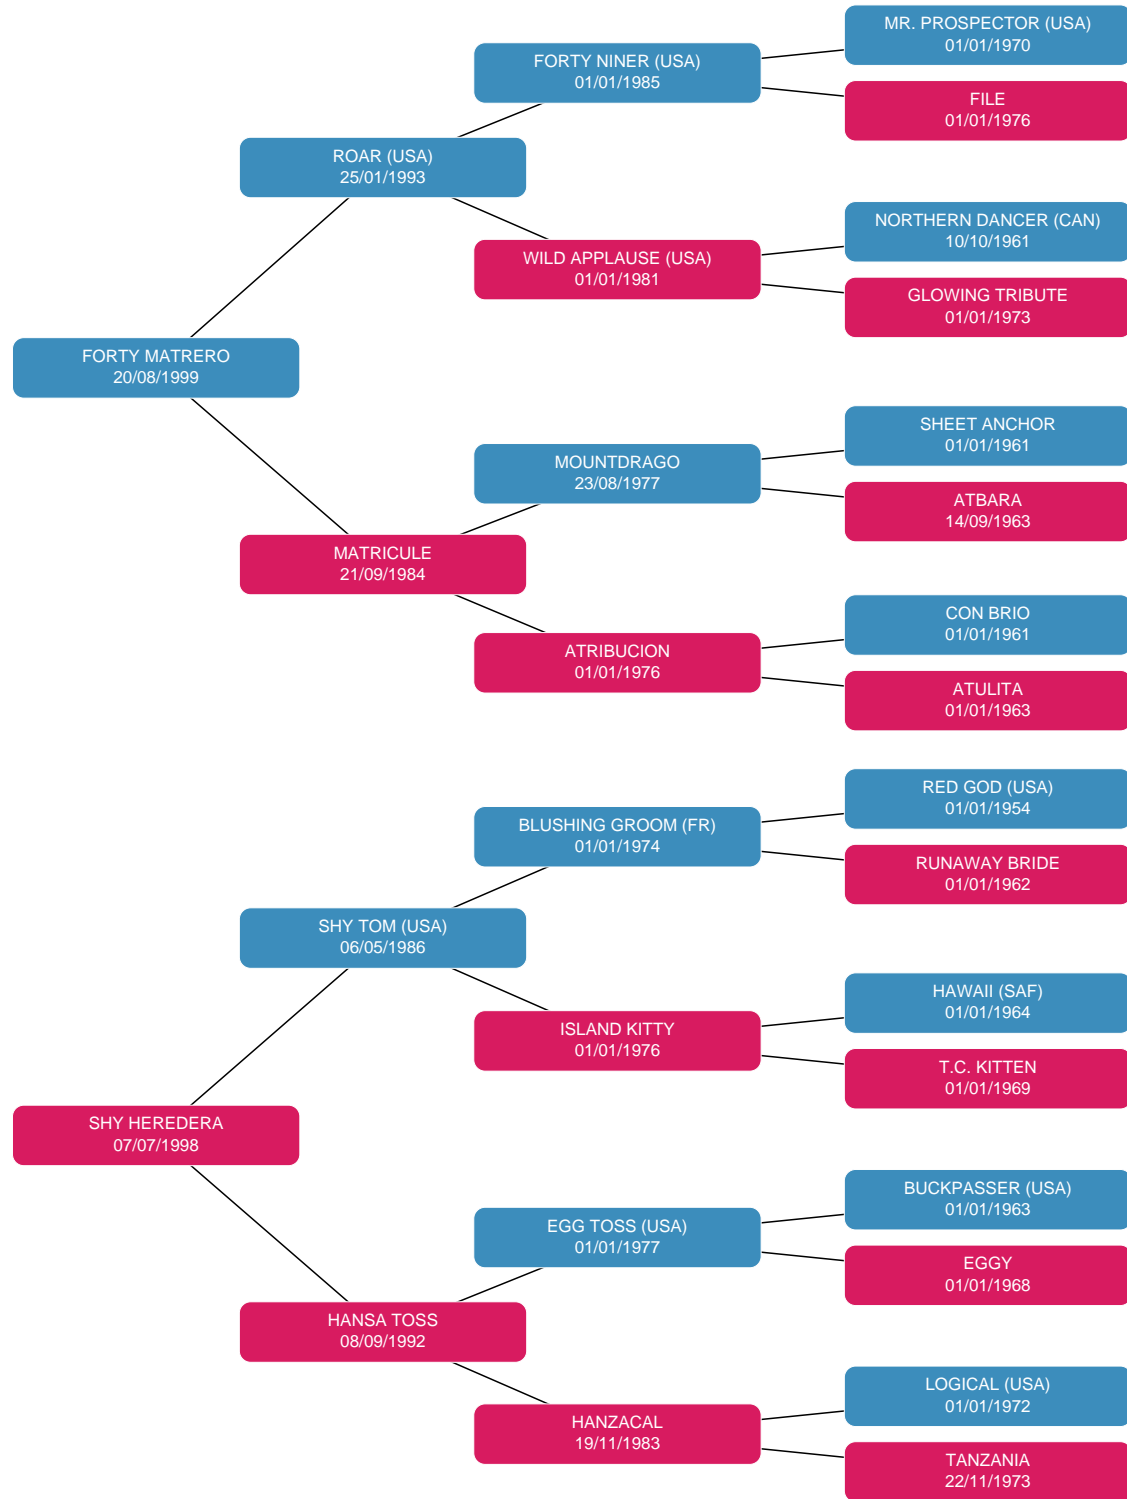 MR. PROSPECTOR (USA)
01/01/1970
FORTY NINER (USA)
01/01/1985
FILE
01/01/1976
ROAR (USA)
25/01/1993
NORTHERN DANCER (CAN)
10/10/1961
WILD APPLAUSE (USA)
01/01/1981
GLOWING TRIBUTE
01/01/1973
FORTY MATRERO
20/08/1999
SHEET ANCHOR
01/01/1961
MOUNTDRAGO
23/08/1977
ATBARA
14/09/1963
MATRICULE
21/09/1984
CON BRIO
01/01/1961
ATRIBUCION
01/01/1976
ATULITA
01/01/1963
RED GOD (USA)
01/01/1954
BLUSHING GROOM (FR)
01/01/1974
RUNAWAY BRIDE
01/01/1962
SHY TOM (USA)
06/05/1986
HAWAII (SAF)
01/01/1964
ISLAND KITTY
01/01/1976
T.C. KITTEN
01/01/1969
SHY HEREDERA
07/07/1998
BUCKPASSER (USA)
01/01/1963
EGG TOSS (USA)
01/01/1977
EGGY
01/01/1968
HANSA TOSS
08/09/1992
LOGICAL (USA)
01/01/1972
HANZACAL
19/11/1983
TANZANIA
22/11/1973